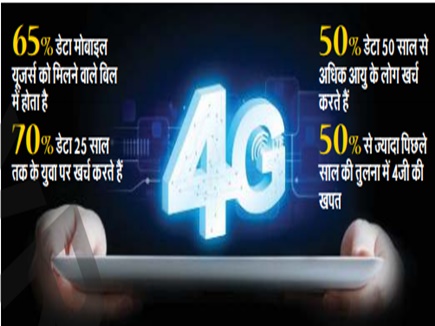 65% डेटा मोबाइल
यूजर्स को मिलने वाले बिल
में होता है
70% डेटा 25 साल
तक के युवा पर खर्च करते हैं
4G
50% डेटा 50 साल से
अधिक आयु के लोग खर्च
करते हैं
50% से ज्यादा पिछले
साल की तुलना में 4जी की
खपत